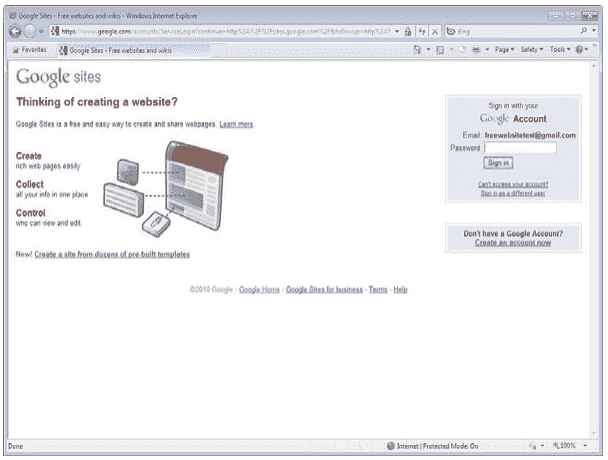 Google Sites - Free websites and wikis - Windows Internet Explorer
https://www.google.com/accounts/ServiceLogin?continue=http%3A%2F%2Fsites.google.com%2F&followup=http%3A%
Bing
Favorites Google Sites - Free websites and wikis Page Safety Tools
Google sites
Thinking of creating a website?
Google Sites is a free and easy way to create and share webpages. Learn more.
Create
rich web pages easily
Collect
all your info in one place
Control
who can view and edit
New! Create a site from dozens of pre-built templates
Sign in with your
Google Account
Email: freewebsitetest@gmail.com
Password:
Sign in
Can't access your account?
Sign in as a different user
Don't have a Google Account?
Create an account now
©2010 Google - Google Home - Google Sites for business - Terms - Help
Done Internet | Protected Mode: On 100%